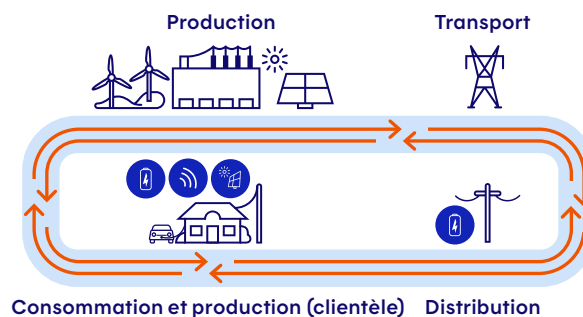 Production
Transport
Consommation et production (clientèle)
Distribution